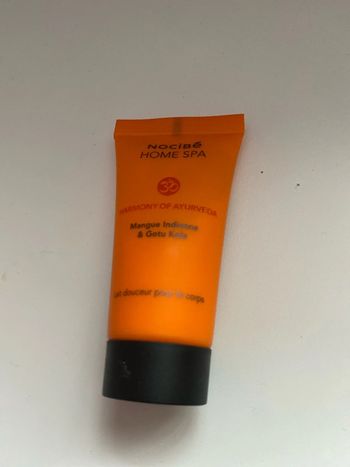 NOCIBÉ
HOME SPA
HARMONY OF AYURVEDA
Mangue Indienne
& Gotu Kola
Lait douceur pour le corps